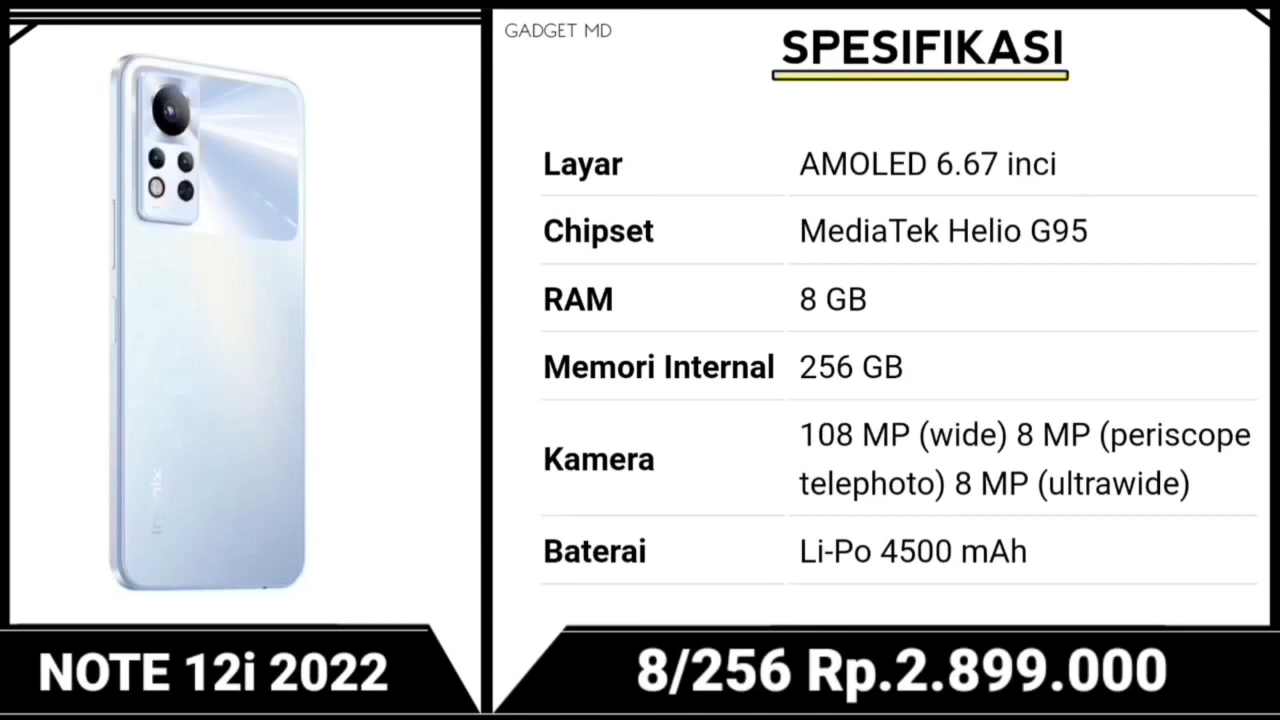 GADGET MD
SPESIFIKASI
Layar AMOLED 6.67 inci
Chipset MediaTek Helio G95
RAM 8 GB
Memori Internal 256 GB
Kamera 108 MP (wide) 8 MP (periscope
telephoto) 8 MP (ultrawide)
Baterai Li-Po 4500 mAh
Infinix
NOTE 12i 2022
8/256 Rp.2.899.000